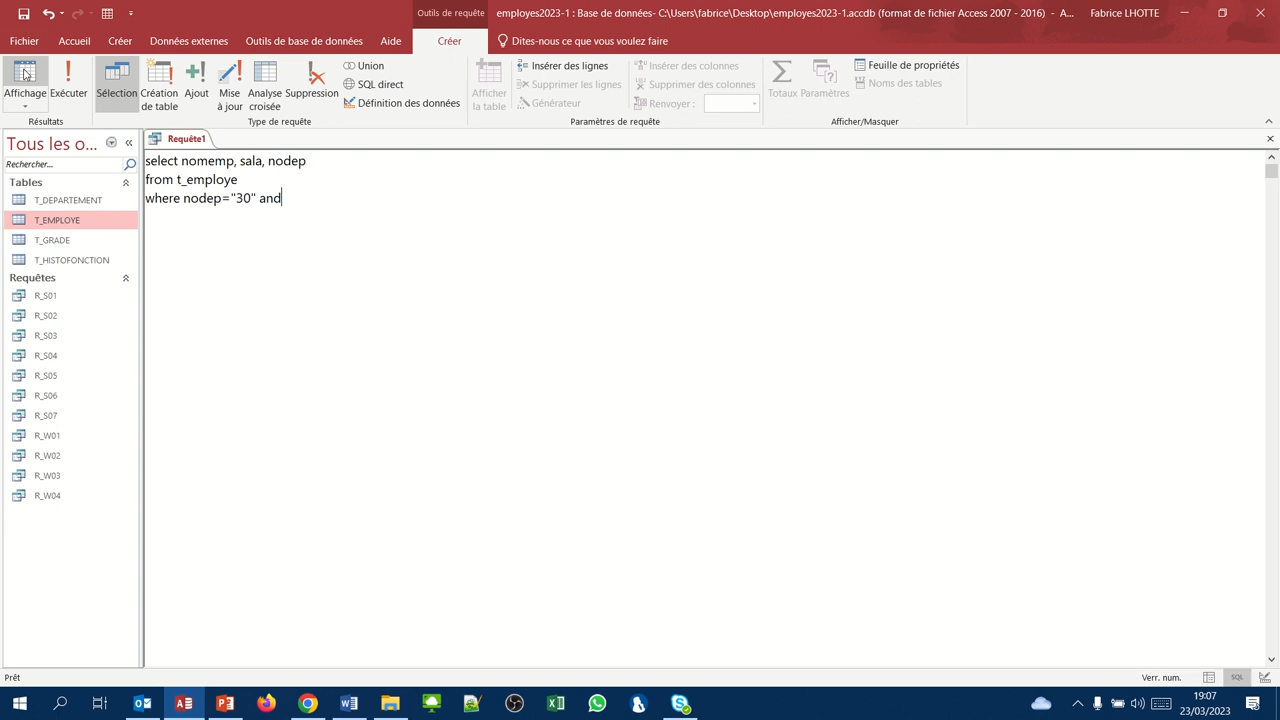 Outils de requête
employes2023-1 : Base de données- C:\Users\fabrice\Desktop\employes2023-1.accdb (format de fichier Access 2007 - 2016) - A...
Fabrice LHOTTE
Fichier
Accueil
Créer
Données externes
Outils de base de données
Aide
Créer
Dites-nous ce que vous voulez faire
Affichage
Exécuter
Résultats
Sélection
Création de table
Ajout
Mise à jour
Analyse croisée
Suppression
Union
SQL direct
Définition des données
Type de requête
Afficher la table
Insérer des lignes
Supprimer les lignes
Générateur
Insérer des colonnes
Supprimer des colonnes
Renvoyer :
Paramètres de requête
Totaux
Paramètres
Feuille de propriétés
Noms des tables
Afficher/Masquer
Tous les o...
Rechercher...
Tables
T_DEPARTEMENT
T_EMPLOYE
T_GRADE
T_HISTOFONCTION
Requêtes
R_S01
R_S02
R_S03
R_S04
R_S05
R_S06
R_S07
R_W01
R_W02
R_W03
R_W04
Requête1
select nomemp, sala, nodep
from t_employe
where nodep="30" and
Prêt
Verr. num.
SQL
19:07
23/03/2023